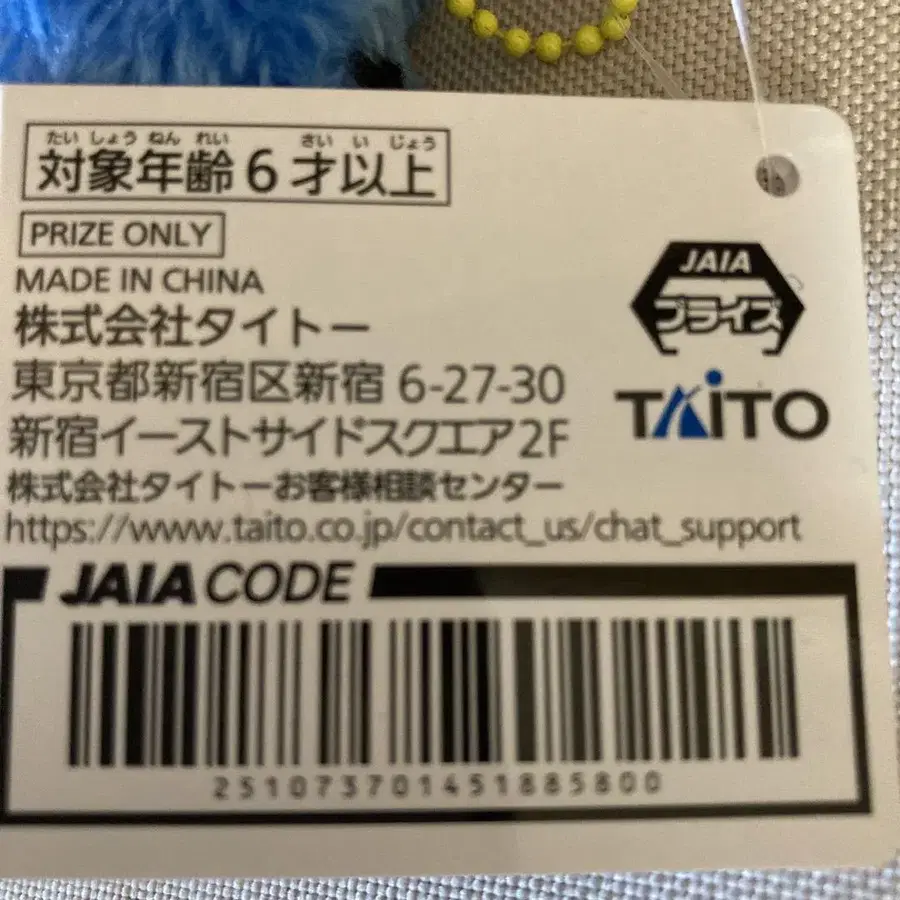 たいしょうねんれい さいいじょう
対象年齢6才以上
PRIZE ONLY
MADE IN CHINA
株式会社タイトー
東京都新宿区新宿 6-27-30
新宿イーストサイドスクエア2F
株式会社タイトーお客様相談センター
https://www.taito.co.jp/contact_us/chat_support
JAIA
プライズ
TAITO
JAIA CODE
251073701451885800